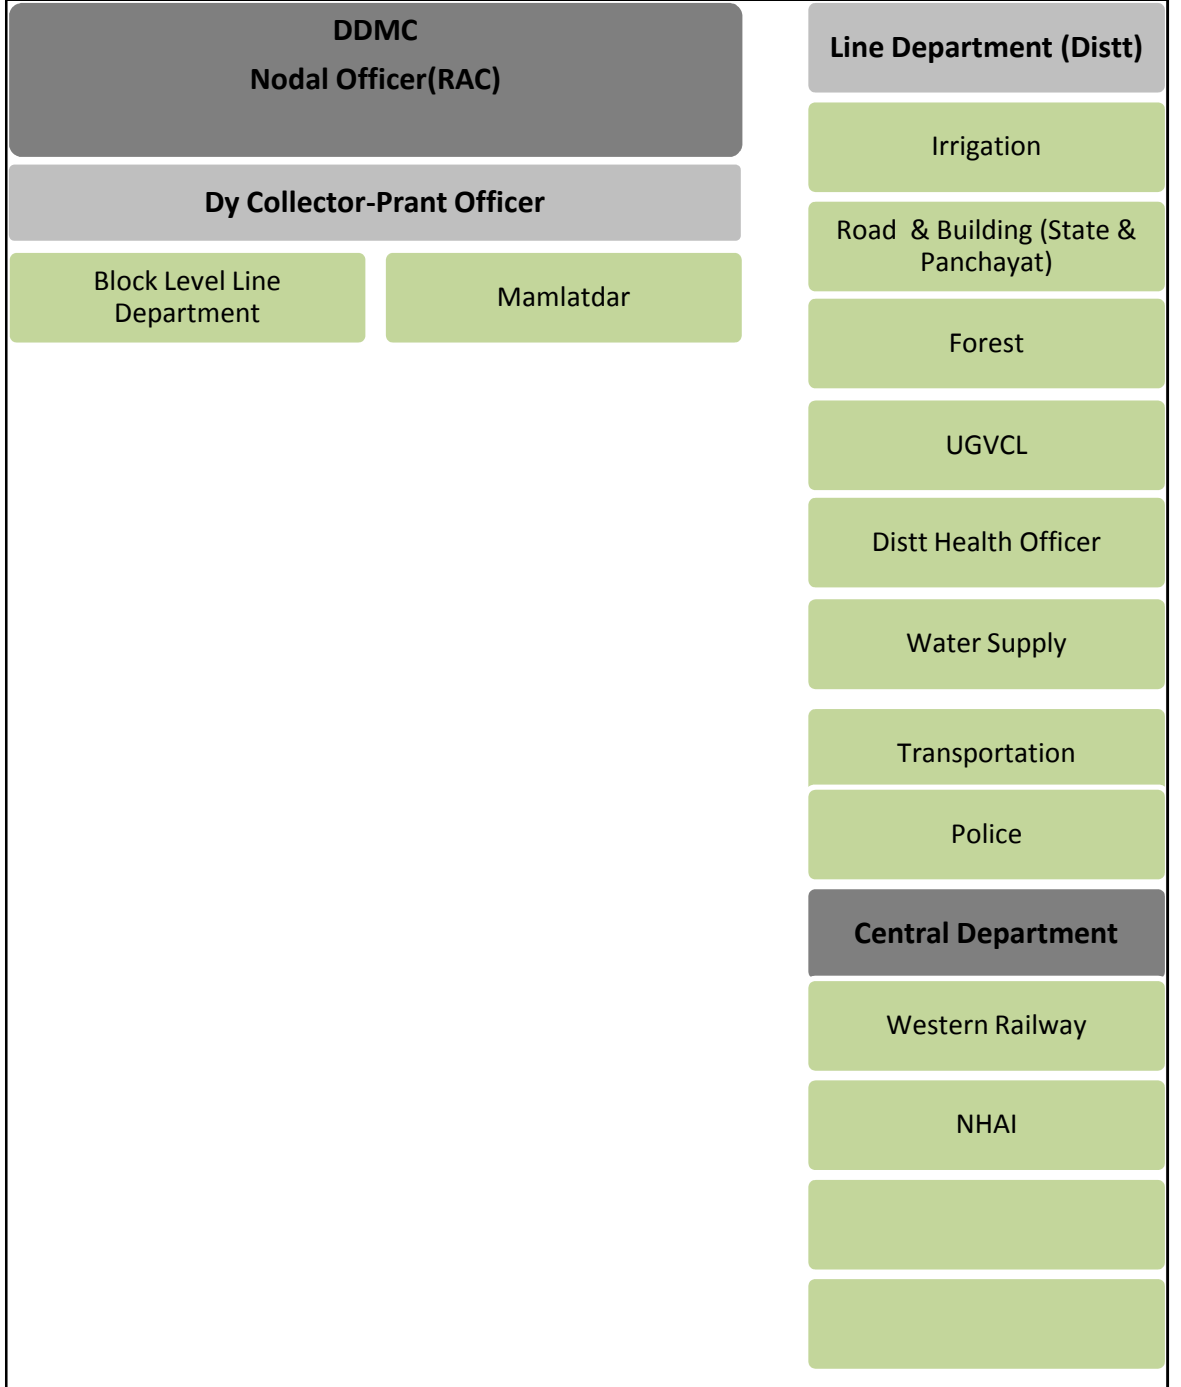 DDMC
Nodal Officer(RAC)
Dy Collector-Prant Officer
Block Level Line
Department
Mamlatdar
Line Department (Distt)
Irrigation
Road & Building (State &
Panchayat)
Forest
UGVCL
Distt Health Officer
Water Supply
Transportation
Police
Central Department
Western Railway
NHAI